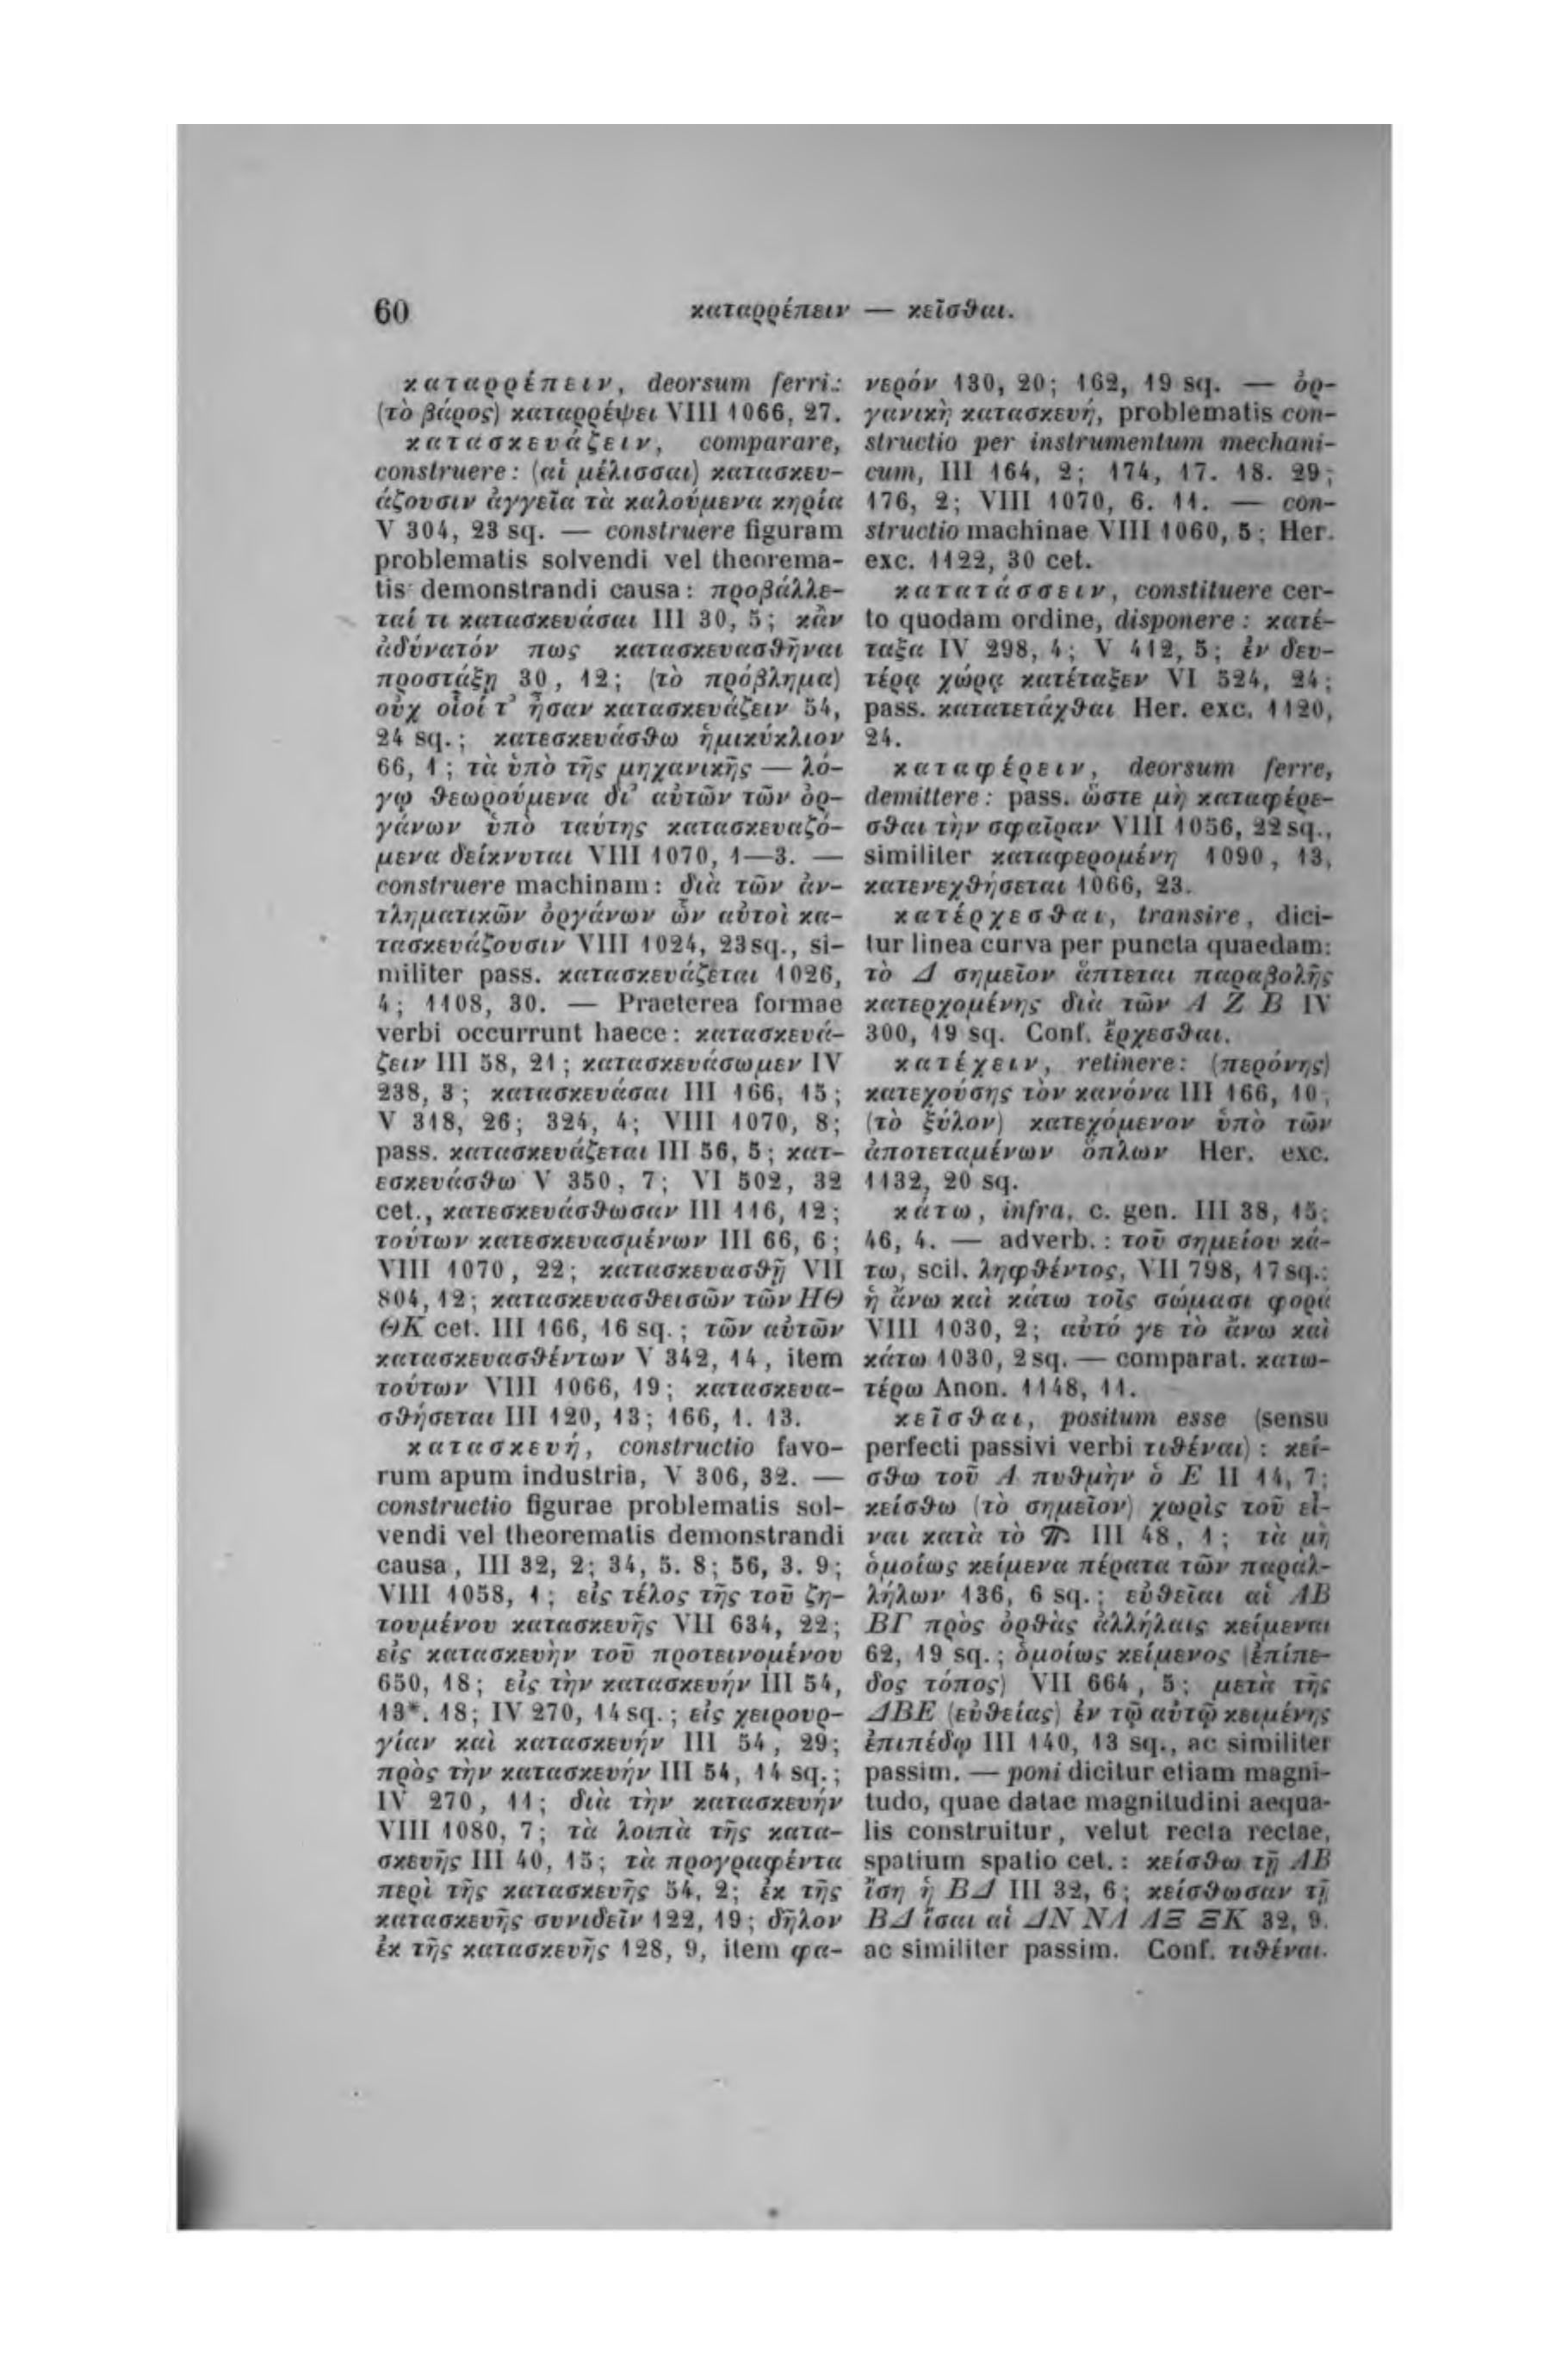 60
καταρρέπειν — κεῖσθαι.
καταρρέπειν, deorsum ferri:
(τὸ βάρος) καταρρέψει VIII 1066, 27.
κατασκευάζειν, comparare,
construere: (αἱ μέλισσαι) κατασκευ-
άζουσιν ἀγγεῖα τὰ καλούμενα κηρία
V 304, 23 sq. — construere figuram
problematis solvendi vel theorema-
tis demonstrandi causa: προβάλλε-
ταί τι κατασκευάσαι III 30, 5; κἂν
ἀδύνατόν πως κατασκευασθῆναι
προστάξῃ 30, 12; (τὸ πρόβλημα)
οὐχ οἷοί τ' ἦσαν κατασκευάζειν 54,
24 sq.; κατεσκευάσθω ἡμικύκλιον
66, 1; τὰ ὑπὸ τῆς μηχανικῆς — λό-
γῳ θεωρούμενα δι' αὐτῶν τῶν ὀρ-
γάνων ὑπὸ ταύτης κατασκευαζό-
μενα δείκνυται VIII 1070, 1—3. —
construere machinam: διὰ τῶν ἀν-
τληματικῶν ὀργάνων ὧν αὐτοὶ κα-
τασκευάζουσιν VIII 1024, 23 sq., si-
militer pass. κατασκευάζεται 1026,
4; 1108, 30. — Praeterea formae
verbi occurrunt haece: κατασκευά-
ζειν III 58, 21; κατασκευάσωμεν IV
238, 3; κατασκευάσαι III 166, 15;
V 318, 26; 324, 4; VIII 1070, 8;
pass. κατασκευάζεται III 56, 5; κατ-
εσκευάσθω V 350, 7; VI 502, 32
cet., κατεσκευάσθωσαν III 116, 12;
τούτων κατεσκευασμένων III 66, 6;
VIII 1070, 22; κατασκευασθῇ VII
804, 12; κατασκευασθεισῶν τῶν ΗΘ
ΘΚ cet. III 166, 16 sq.; τῶν αὐτῶν
κατασκευασθέντων V 342, 14, item
τούτων VIII 1066, 19; κατασκευα-
σθήσεται III 120, 13; 166, 1. 13.
κατασκευή, constructio favo-
rum apum industria, V 306, 32. —
constructio figurae problematis sol-
vendi vel theorematis demonstrandi
causa, III 32, 2; 34, 5. 8; 56, 3. 9;
VIII 1058, 1; εἰς τέλος τῆς τοῦ ζη-
τουμένου κατασκευῆς VII 634, 22;
εἰς κατασκευὴν τοῦ προτεινομένου
650, 18; εἰς τὴν κατασκευήν III 54,
13*. 18; IV 270, 14 sq.; εἰς χειρουρ-
γίαν καὶ κατασκευήν III 54, 29;
πρὸς τὴν κατασκευήν III 54, 14 sq.;
IV 270, 11; διὰ τὴν κατασκευήν
VIII 1080, 7; τὰ λοιπὰ τῆς κατα-
σκευῆς III 40, 15; τὰ προγραφέντα
περὶ τῆς κατασκευῆς 54, 2; ἐκ τῆς
κατασκευῆς συνιδεῖν 122, 19; δῆλον
ἐκ τῆς κατασκευῆς 128, 9, item φα-
νερόν 130, 20; 162, 19 sq. — ὀρ-
γανικὴ κατασκευή, problematis con-
structio per instrumentum mechani-
cum, III 164, 2; 174, 17. 18. 29;
176, 2; VIII 1070, 6. 11. — con-
structio machinae VIII 1060, 5; Her.
exc. 1122, 30 cet.
κατατάσσειν, constituere cer-
to quodam ordine, disponere: κατέ-
ταξα IV 298, 4; V 412, 5; ἐν δευ-
τέρᾳ χώρᾳ κατέταξεν VI 524, 24;
pass. κατατετάχθαι Her. exc. 1120,
24.
καταφέρειν, deorsum ferre,
demittere: pass. ὥστε μὴ καταφέρε-
σθαι τὴν σφαῖραν VIII 1056, 22 sq.,
similiter καταφερομένη 1090, 13,
κατενεχθήσεται 1066, 23.
κατέρχεσθαι, transire, dici-
tur linea curva per puncta quaedam:
τὸ Δ σημεῖον ἅπτεται παραβολῆς
κατερχομένης διὰ τῶν Α Ζ Β IV
300, 19 sq. Conf. ἔρχεσθαι.
κατέχειν, retinere: (περόνης)
κατεχούσης τὸν κανόνα III 166, 10;
(τὸ ξύλον) κατεχόμενον ὑπὸ τῶν
ἀποτεταμένων ὅπλων Her. exc.
1132, 20 sq.
κάτω, infra, c. gen. III 38, 15;
46, 4. — adverb.: τοῦ σημείου κά-
τω, scil. ληφθέντος, VII 798, 17 sq.;
ἡ ἄνω καὶ κάτω τοῖς σώμασι φορά
VIII 1030, 2; αὐτό γε τὸ ἄνω καὶ
κάτω 1030, 2 sq. — comparat. κατω-
τέρω Anon. 1148, 11.
κεῖσθαι, positum esse (sensu
perfecti passivi verbi τιθέναι): κεί-
σθω τοῦ Α πυθμὴν ὁ Ε II 14, 7;
κείσθω (τὸ σημεῖον) χωρὶς τοῦ εἶ-
ναι κατὰ τὸ III 48, 1; τὰ μὴ
ὁμοίως κείμενα πέρατα τῶν παραλ-
λήλων 136, 6 sq.; εὐθεῖαι αἱ ΑΒ
ΒΓ πρὸς ὀρθὰς ἀλλήλαις κείμεναι
62, 19 sq.; ὁμοίως κείμενος (ἐπίπε-
δος τόπος) VII 664, 5; μετὰ τῆς
ΔΒΕ (εὐθείας) ἐν τῷ αὐτῷ κειμένης
ἐπιπέδῳ III 140, 13 sq., ac similiter
passim. — poni dicitur etiam magni-
tudo, quae datae magnitudini aequa-
lis construitur, velut recta rectae,
spatium spatio cet.: κείσθω τῇ ΑΒ
ἴση ἡ ΒΔ III 32, 6; κείσθωσαν τῇ
ΒΔ ἴσαι αἱ ΔΝ ΝΛ ΛΞ ΞΚ 32, 9.
ac similiter passim. Conf. τιθέναι.